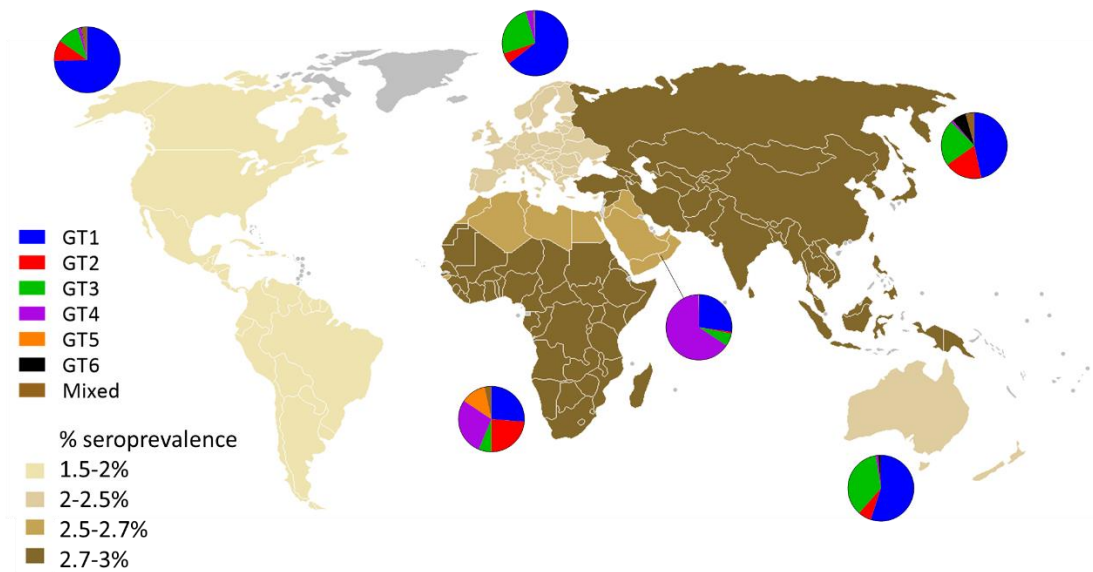 GT1
GT2
GT3
GT4
GT5
GT6
Mixed
% seroprevalence
1.5-2%
2-2.5%
2.5-2.7%
2.7-3%